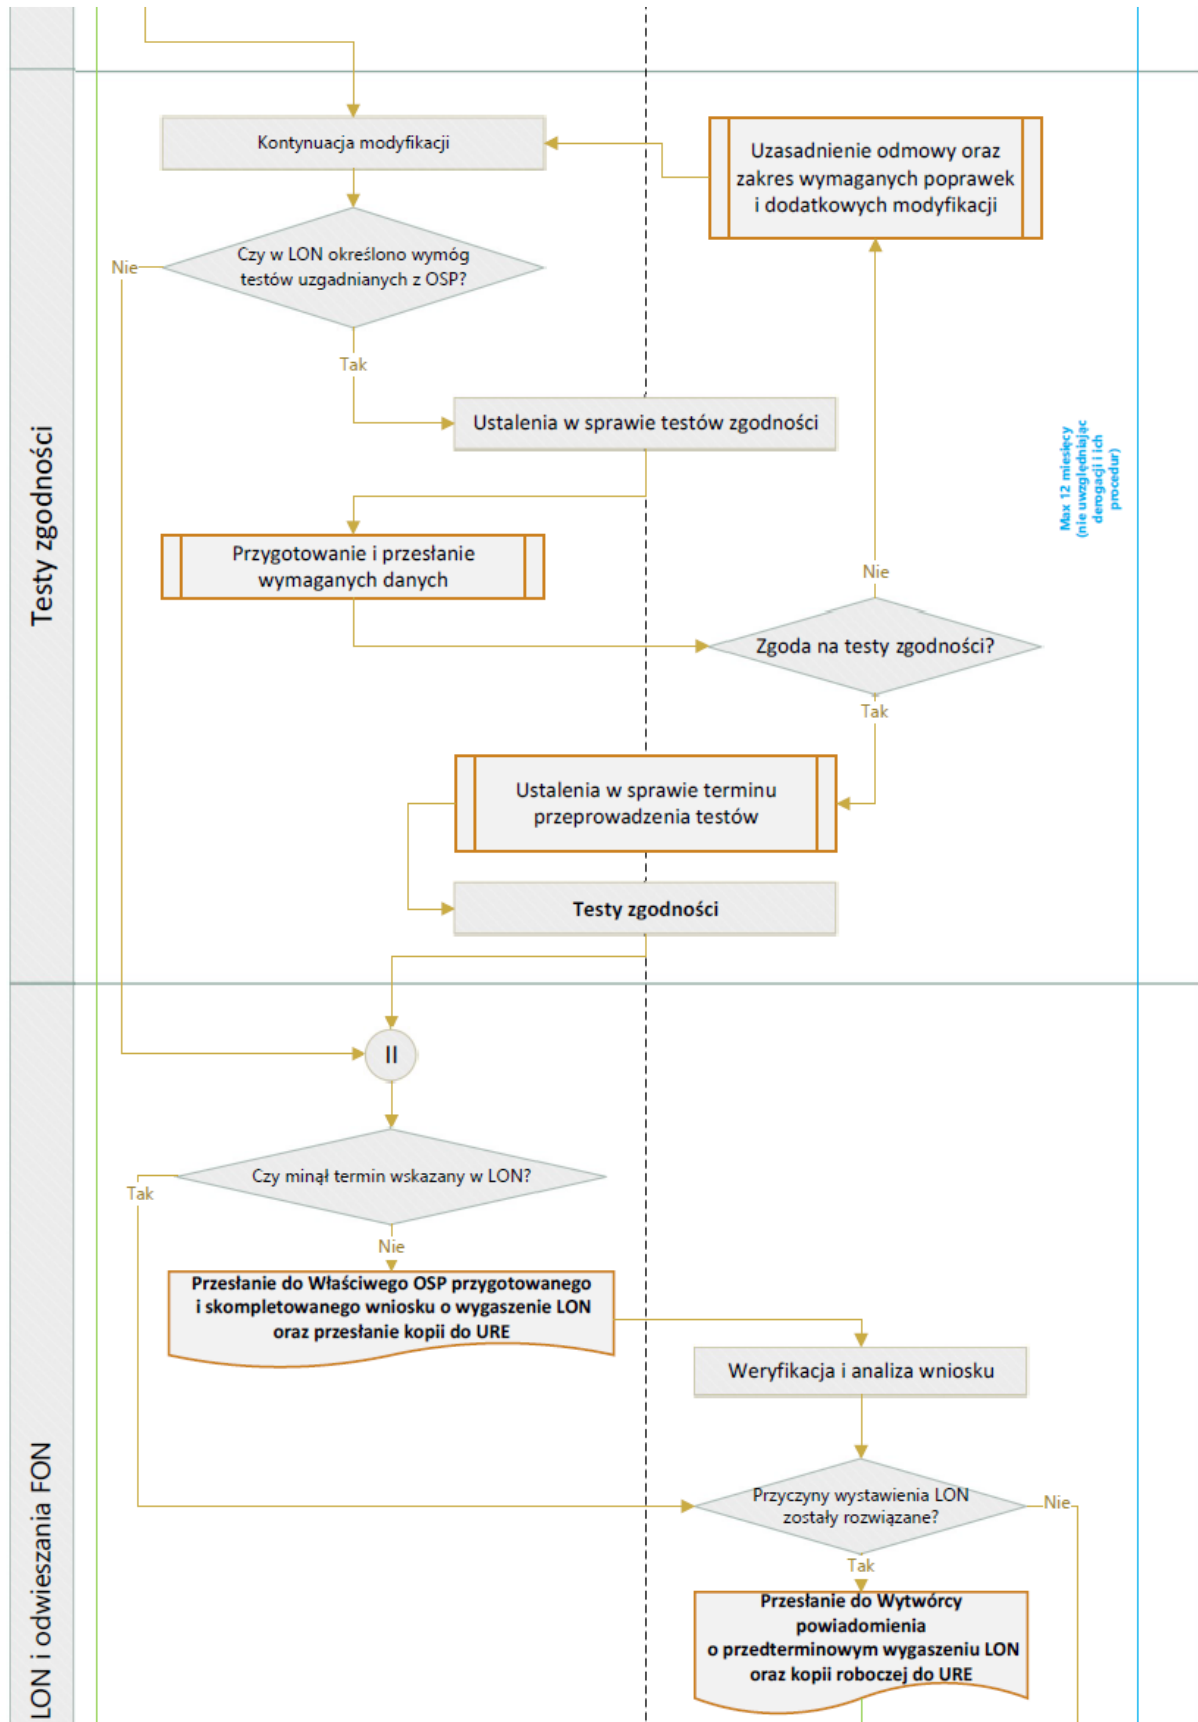 Testy zgodności
Kontynuacja modyfikacji
Uzasadnienie odmowy oraz
zakres wymaganych poprawek
i dodatkowych modyfikacji
Czy w LON określono wymóg
testów uzgadnianych z OSP?
Nie
Tak
Ustalenia w sprawie testów zgodności
Max 12 miesięcy
(nie uwzględniając
derogacji i ich
procedur)
Przygotowanie i przesłanie
wymaganych danych
Nie
Zgoda na testy zgodności?
Tak
Ustalenia w sprawie terminu
przeprowadzenia testów
Testy zgodności
LON i odwieszania FON
II
Czy minął termin wskazany w LON?
Tak
Nie
Przesłanie do Właściwego OSP przygotowanego
i skompletowanego wniosku o wygaszenie LON
oraz przesłanie kopii do URE
Weryfikacja i analiza wniosku
Przyczyny wystawienia LON
zostały rozwiązane?
Nie
Tak
Przesłanie do Wytwórcy
powiadomienia
o przedterminowym wygaszeniu LON
oraz kopii roboczej do URE